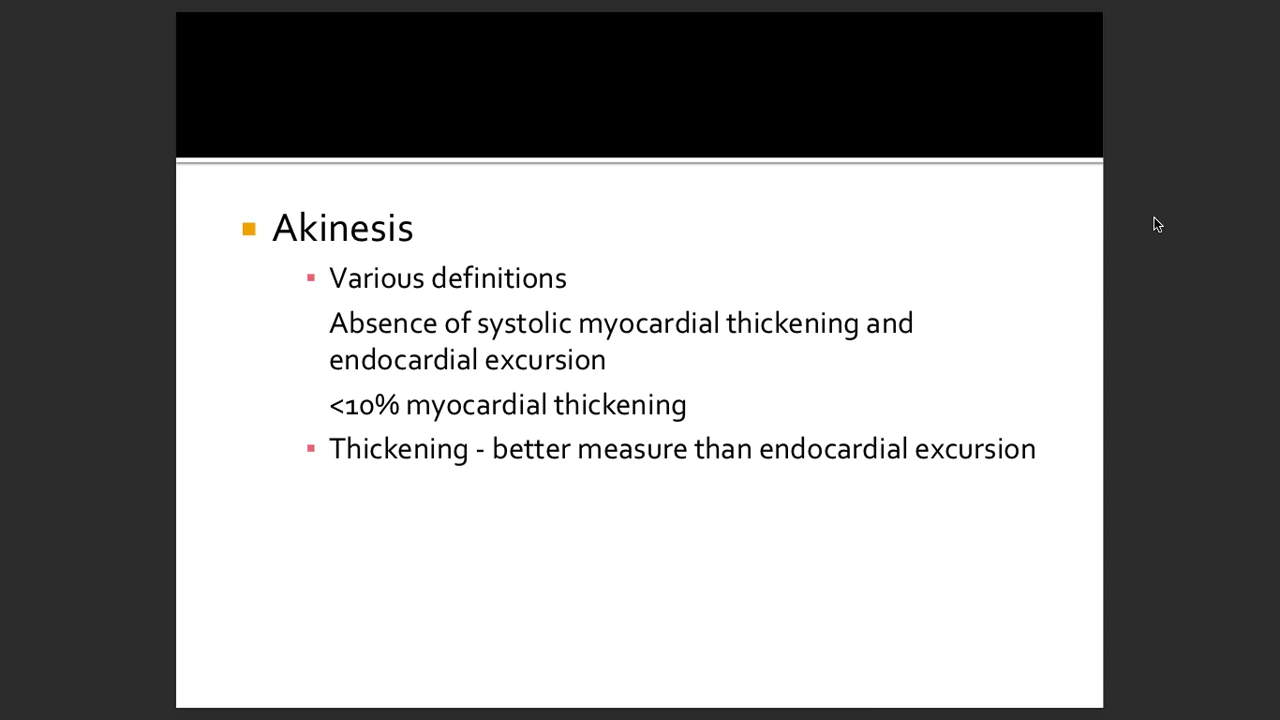 Akinesis
Various definitions
Absence of systolic myocardial thickening and
endocardial excursion
<10% myocardial thickening
Thickening - better measure than endocardial excursion